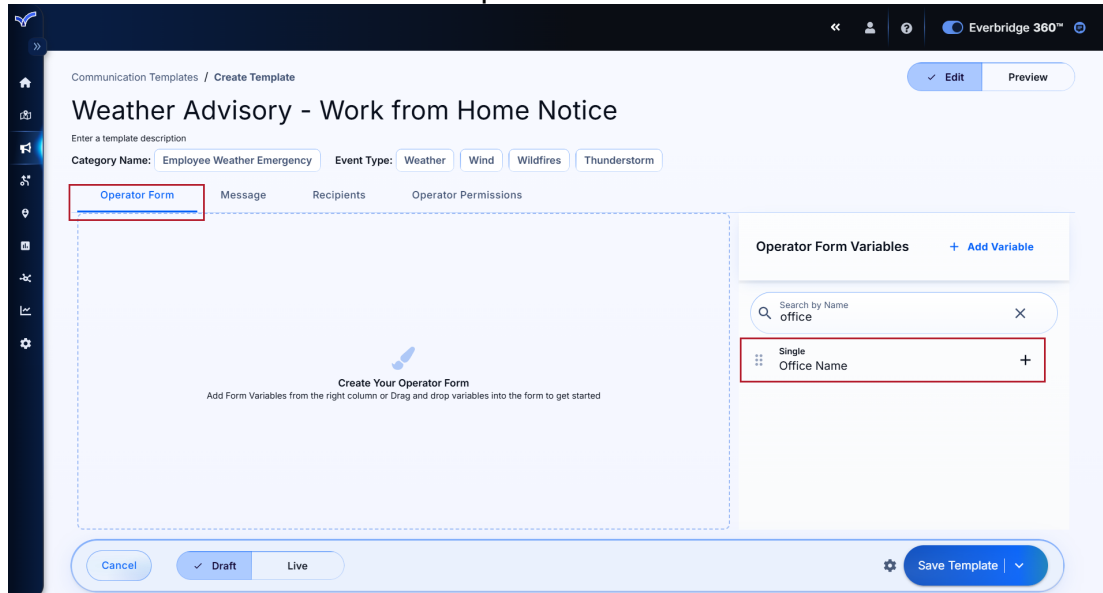 Everbridge 360™
Communication Templates / Create Template
Edit
Preview
Weather Advisory - Work from Home Notice
Enter a template description
Category Name: Employee Weather Emergency Event Type: Weather Wind Wildfires Thunderstorm
Operator Form Message Recipients Operator Permissions
Operator Form Variables + Add Variable
Search by Name
office
Single
Office Name
Create Your Operator Form
Add Form Variables from the right column or Drag and drop variables into the form to get started
Cancel Draft Live Save Template